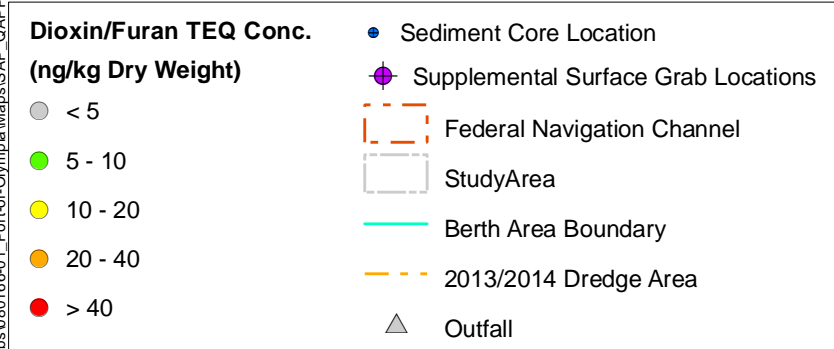 Dioxin/Furan TEQ Conc.
(ng/kg Dry Weight)
< 5
5 - 10
10 - 20
20 - 40
> 40
Sediment Core Location
Supplemental Surface Grab Locations
Federal Navigation Channel
StudyArea
Berth Area Boundary
2013/2014 Dredge Area
Outfall